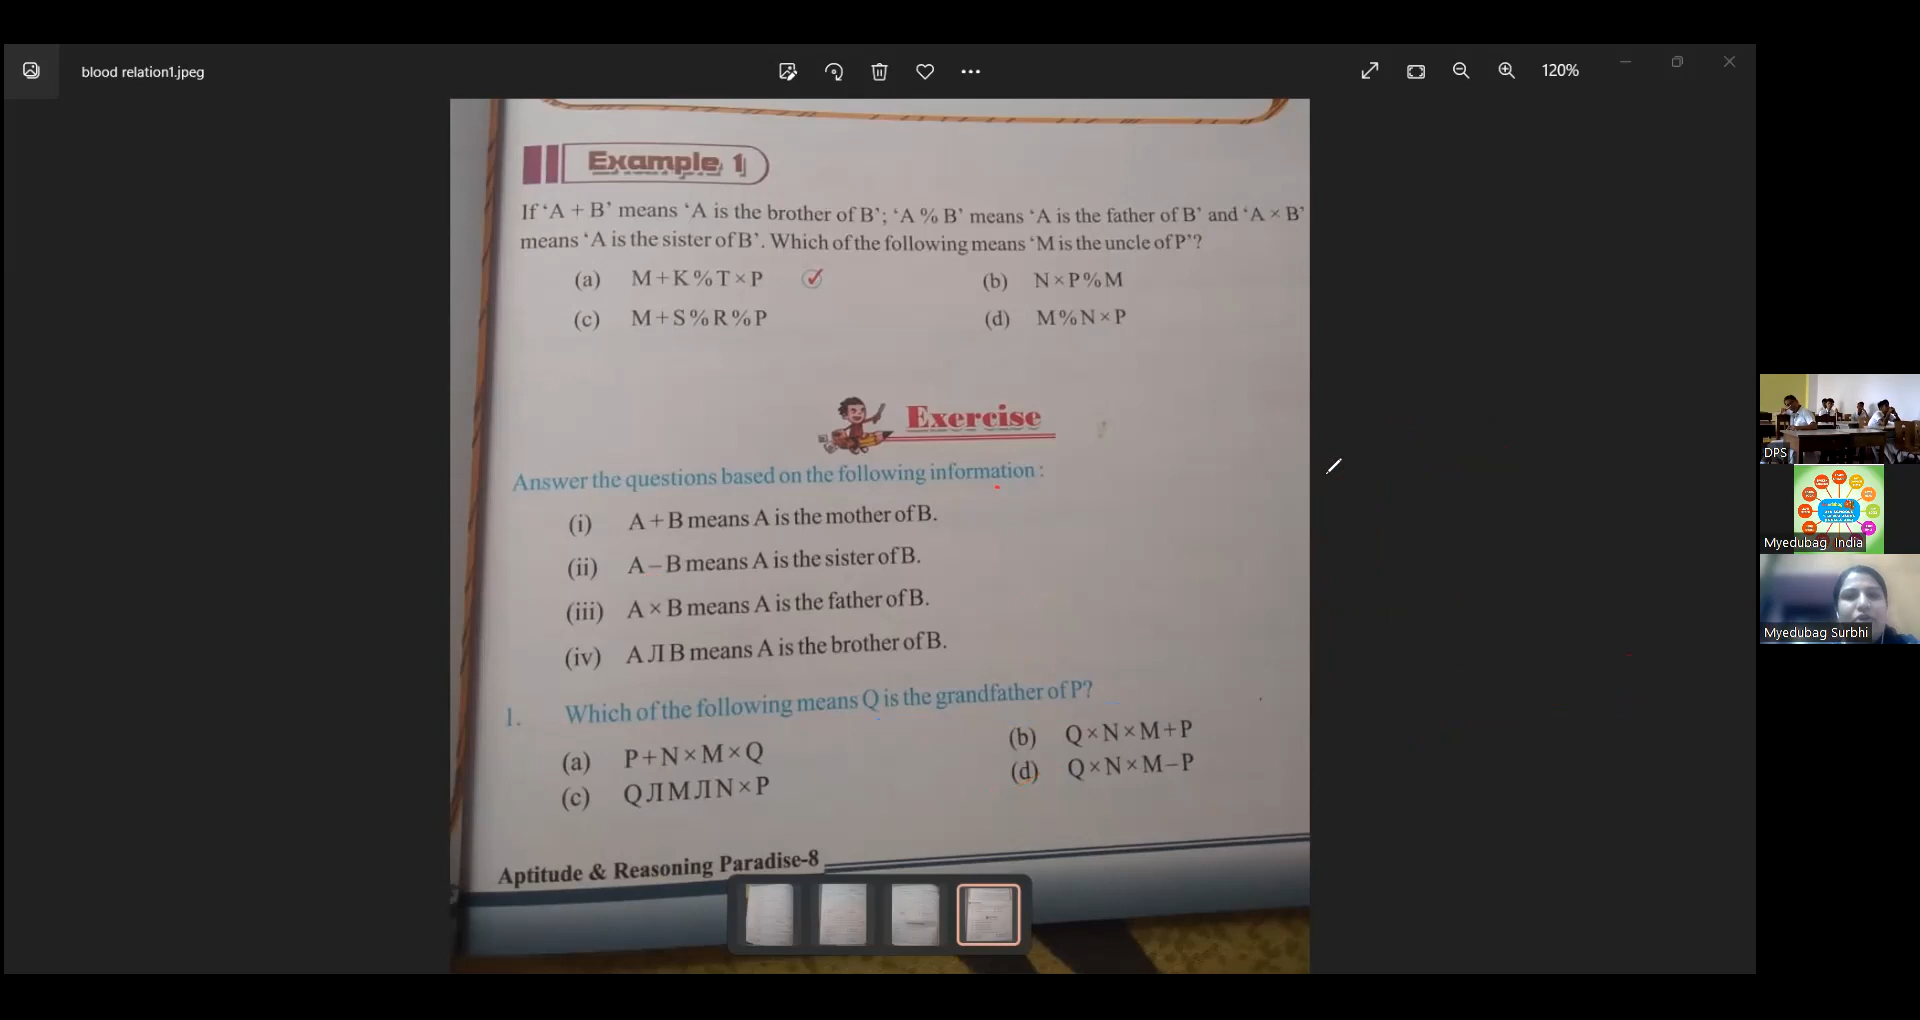 blood relation1.jpeg
120%
Example 1
If ‘A + B’ means ‘A is the brother of B’; ‘A % B’ means ‘A is the father of B’ and ‘A × B’
means ‘A is the sister of B’. Which of the following means ‘M is the uncle of P’?
(a) M + K % T × P (b) N × P % M
(c) M + S % R % P (d) M % N × P
Exercise
Answer the questions based on the following information :
(i) A + B means A is the mother of B.
(ii) A – B means A is the sister of B.
(iii) A × B means A is the father of B.
(iv) A Л B means A is the brother of B.
1. Which of the following means Q is the grandfather of P?
(a) P + N × M × Q (b) Q × N × M + P
(c) Q Л M Л N × P (d) Q × N × M – P
Aptitude & Reasoning Paradise-8
DPS
Myedubag India
Myedubag Surbhi